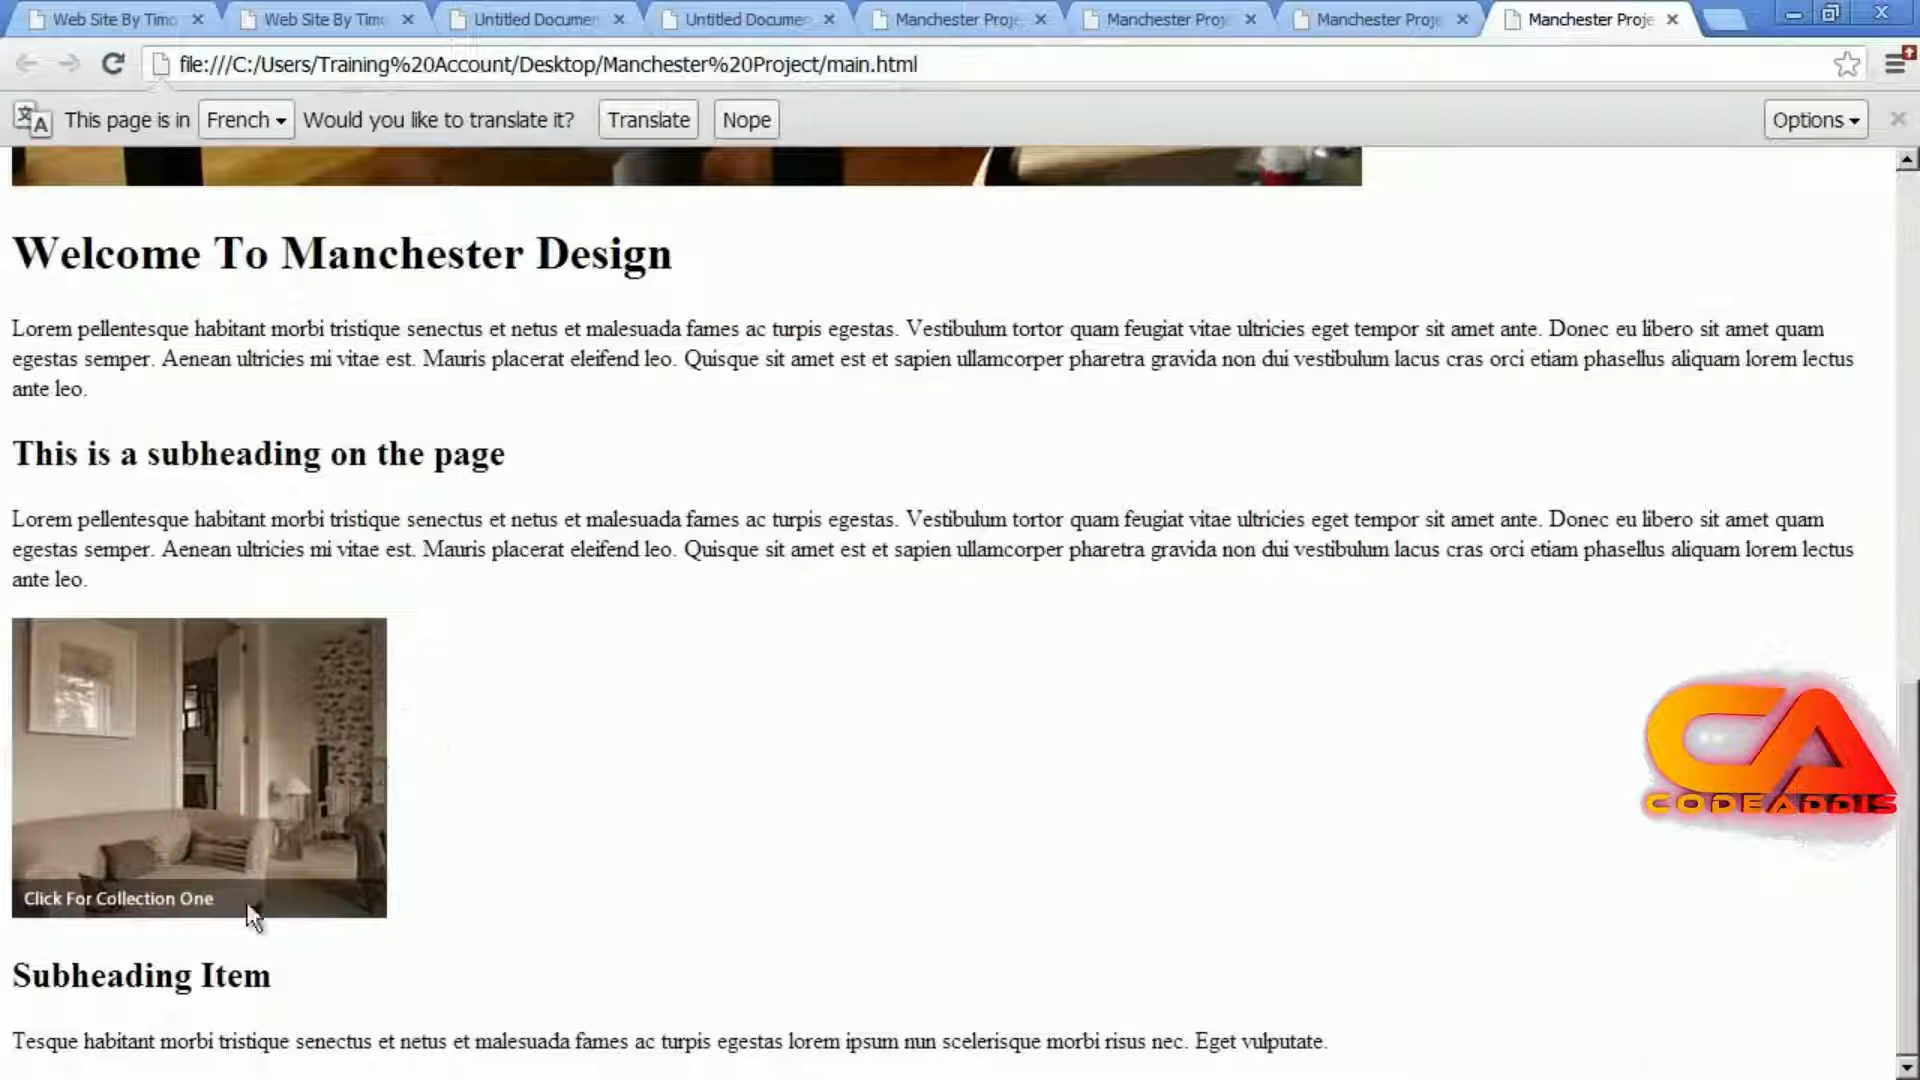 Web Site By Timo
Web Site By Timo
Untitled Documen
Untitled Documen
Manchester Proje
Manchester Proj
Manchester Proje
Manchester Proje
file:///C:/Users/Training%20Account/Desktop/Manchester%20Project/main.html
This page is in French Would you like to translate it? Translate Nope Options
Welcome To Manchester Design
Lorem pellentesque habitant morbi tristique senectus et netus et malesuada fames ac turpis egestas. Vestibulum tortor quam feugiat vitae ultricies eget tempor sit amet ante. Donec eu libero sit amet quam
egestas semper. Aenean ultricies mi vitae est. Mauris placerat eleifend leo. Quisque sit amet est et sapien ullamcorper pharetra gravida non dui vestibulum lacus cras orci etiam phasellus aliquam lorem lectus
ante leo.
This is a subheading on the page
Lorem pellentesque habitant morbi tristique senectus et netus et malesuada fames ac turpis egestas. Vestibulum tortor quam feugiat vitae ultricies eget tempor sit amet ante. Donec eu libero sit amet quam
egestas semper. Aenean ultricies mi vitae est. Mauris placerat eleifend leo. Quisque sit amet est et sapien ullamcorper pharetra gravida non dui vestibulum lacus cras orci etiam phasellus aliquam lorem lectus
ante leo.
CA
CODEADDIS
Click For Collection One
Subheading Item
Tesque habitant morbi tristique senectus et netus et malesuada fames ac turpis egestas lorem ipsum nun scelerisque morbi risus nec. Eget vulputate.